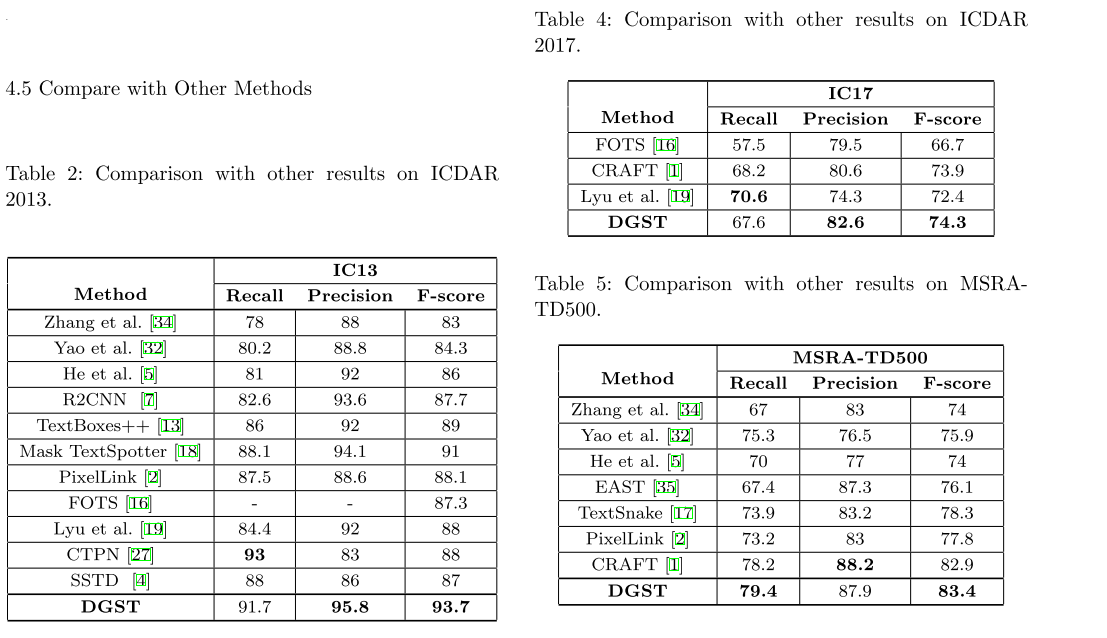 4.5 Compare with Other Methods
Table 2: Comparison with other results on ICDAR
2013.
IC13
Method Recall Precision F-score
Zhang et al. [34] 78 88 83
Yao et al. [32] 80.2 88.8 84.3
He et al. [5] 81 92 86
R2CNN [7] 82.6 93.6 87.7
TextBoxes++ [13] 86 92 89
Mask TextSpotter [18] 88.1 94.1 91
PixelLink [2] 87.5 88.6 88.1
FOTS [16] - - 87.3
Lyu et al. [19] 84.4 92 88
CTPN [27] 93 83 88
SSTD [4] 88 86 87
DGST 91.7 95.8 93.7
Table 4: Comparison with other results on ICDAR
2017.
IC17
Method Recall Precision F-score
FOTS [16] 57.5 79.5 66.7
CRAFT [1] 68.2 80.6 73.9
Lyu et al. [19] 70.6 74.3 72.4
DGST 67.6 82.6 74.3
Table 5: Comparison with other results on MSRA-
TD500.
MSRA-TD500
Method Recall Precision F-score
Zhang et al. [34] 67 83 74
Yao et al. [32] 75.3 76.5 75.9
He et al. [5] 70 77 74
EAST [35] 67.4 87.3 76.1
TextSnake [17] 73.9 83.2 78.3
PixelLink [2] 73.2 83 77.8
CRAFT [1] 78.2 88.2 82.9
DGST 79.4 87.9 83.4